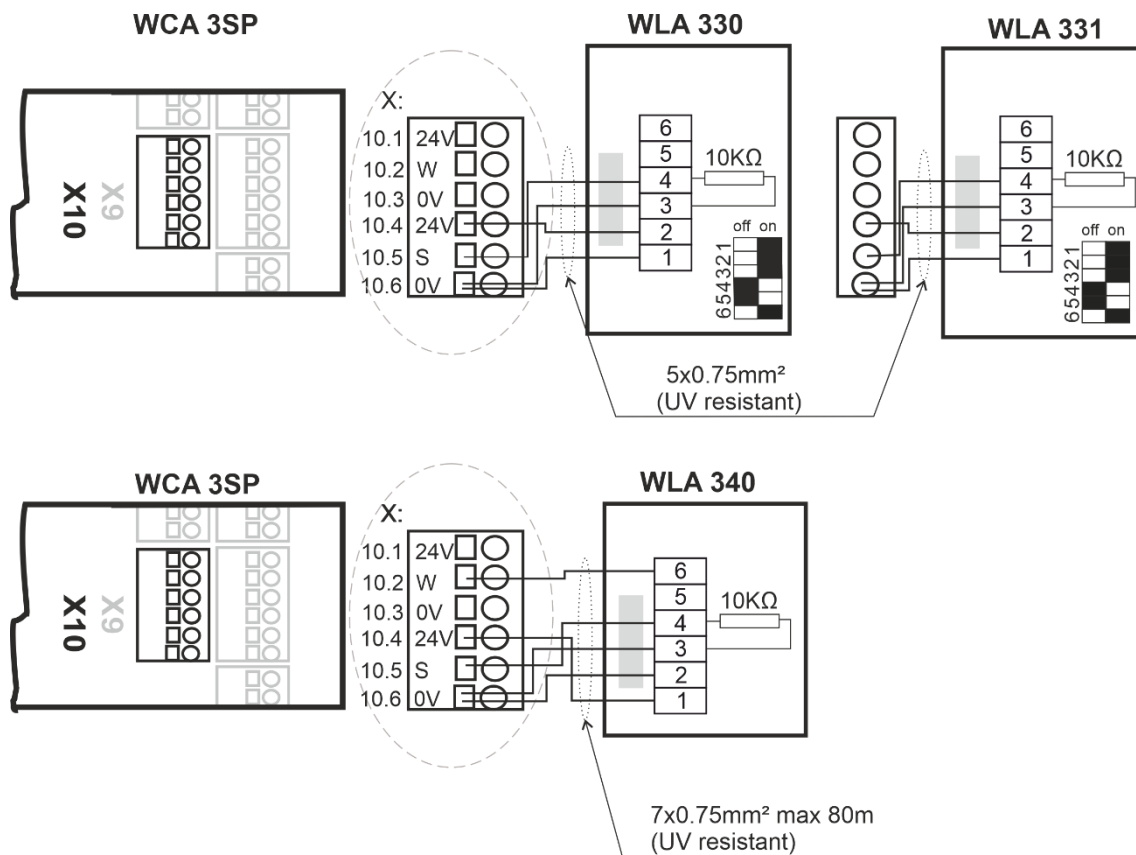 WCA 3SP
WLA 330
WLA 331
X10
X9
X:
10.1 24V
10.2 W
10.3 0V
10.4 24V
10.5 S
10.6 0V
6
5
4
3
2
1
10KΩ
off on
654321
6
5
4
3
2
1
10KΩ
off on
654321
5x0.75mm²
(UV resistant)
WCA 3SP
WLA 340
X10
X9
X:
10.1 24V
10.2 W
10.3 0V
10.4 24V
10.5 S
10.6 0V
6
5
4
3
2
1
10KΩ
7x0.75mm² max 80m
(UV resistant)